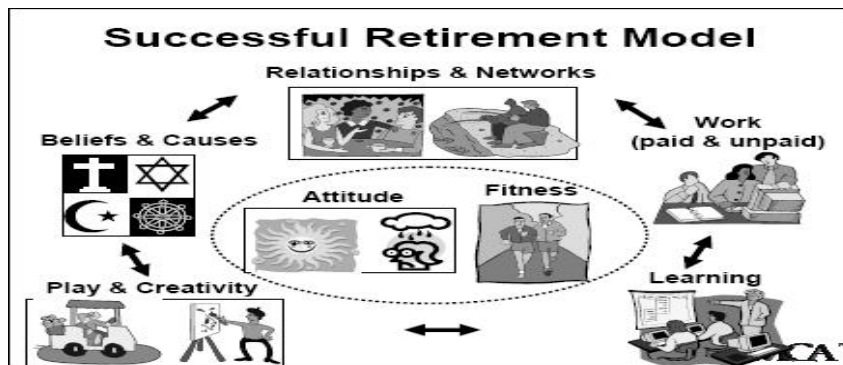 Successful Retirement Model
Relationships & Networks
Beliefs & Causes
Work
(paid & unpaid)
Attitude
Fitness
Play & Creativity
Learning